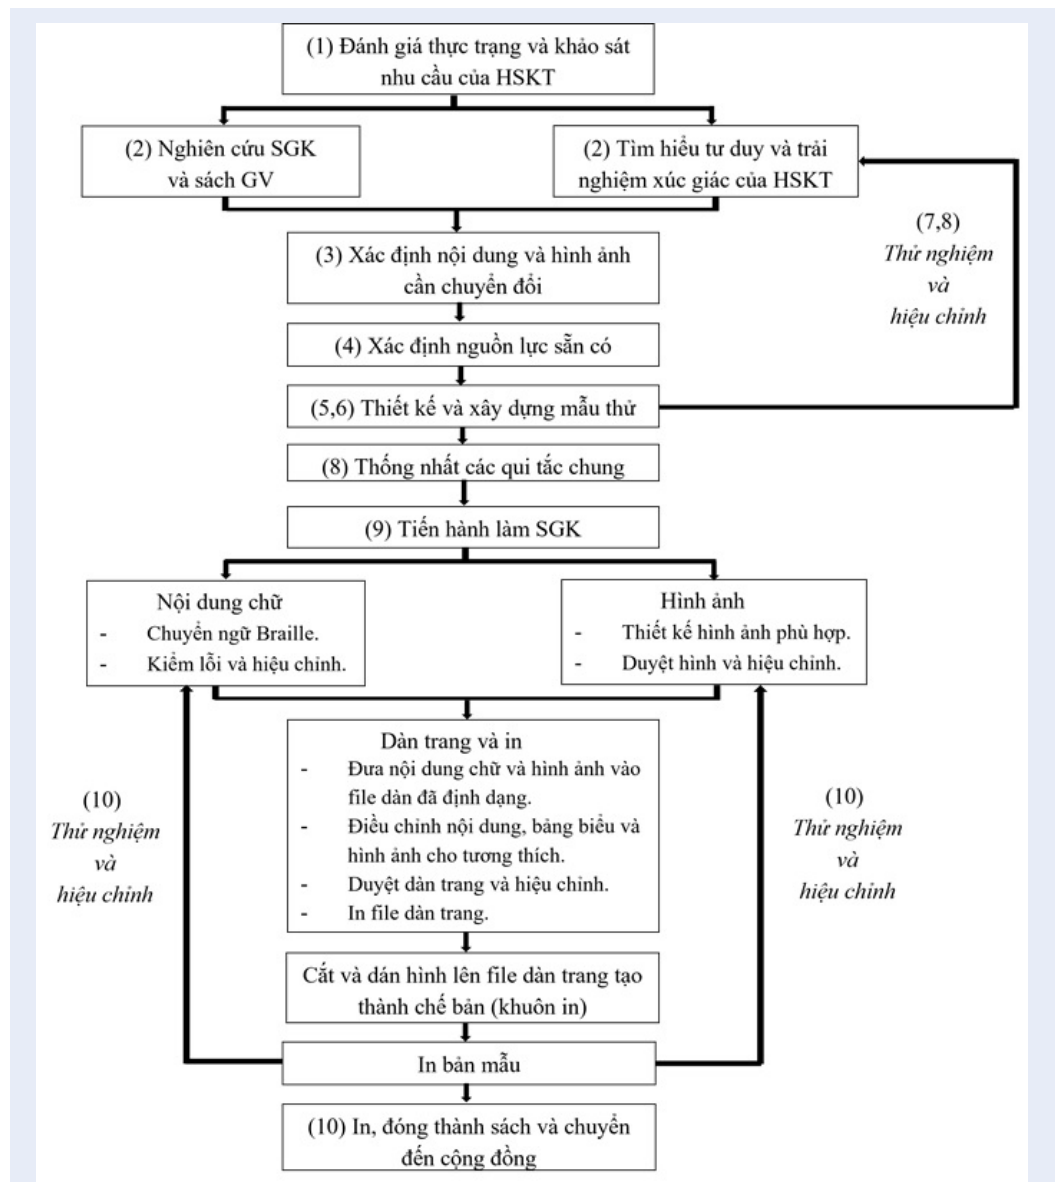 (1) Đánh giá thực trạng và khảo sát
nhu cầu của HSKT
(2) Nghiên cứu SGK
và sách GV
(2) Tìm hiểu tư duy và trải
nghiệm xúc giác của HSKT
(7,8)
Thử nghiệm
và
hiệu chỉnh
(3) Xác định nội dung và hình ảnh
cần chuyển đổi
(4) Xác định nguồn lực sẵn có
(5,6) Thiết kế và xây dựng mẫu thử
(8) Thống nhất các qui tắc chung
(9) Tiến hành làm SGK
Nội dung chữ
- Chuyển ngữ Braille.
- Kiểm lỗi và hiệu chỉnh.
Hình ảnh
- Thiết kế hình ảnh phù hợp.
- Duyệt hình và hiệu chỉnh.
Dàn trang và in
- Đưa nội dung chữ và hình ảnh vào
file dàn đã định dạng.
- Điều chỉnh nội dung, bảng biểu và
hình ảnh cho tương thích.
- Duyệt dàn trang và hiệu chỉnh.
- In file dàn trang.
(10)
Thử nghiệm
và
hiệu chỉnh
(10)
Thử nghiệm
và
hiệu chỉnh
Cắt và dán hình lên file dàn trang tạo
thành chế bản (khuôn in)
In bản mẫu
(10) In, đóng thành sách và chuyển
đến cộng đồng